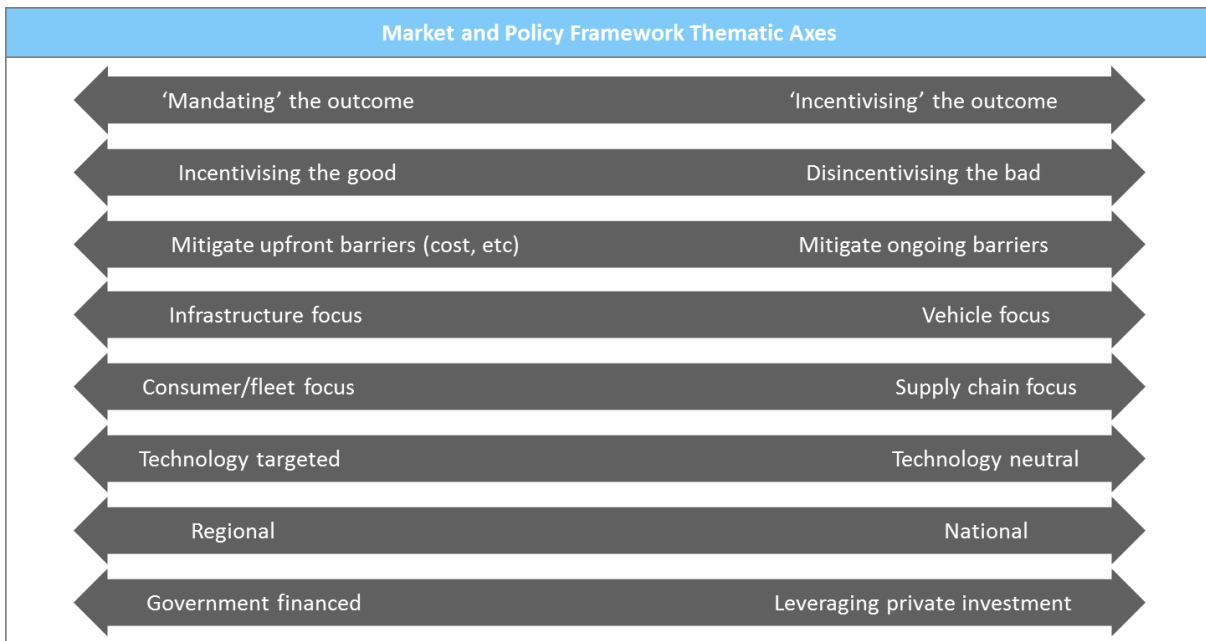 Market and Policy Framework Thematic Axes
‘Mandating’ the outcome ‘Incentivising’ the outcome
Incentivising the good Disincentivising the bad
Mitigate upfront barriers (cost, etc) Mitigate ongoing barriers
Infrastructure focus Vehicle focus
Consumer/fleet focus Supply chain focus
Technology targeted Technology neutral
Regional National
Government financed Leveraging private investment